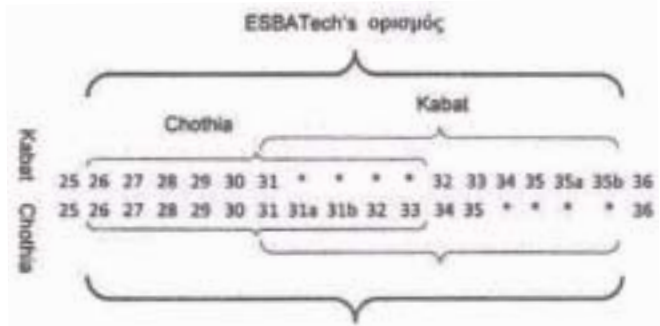 ESBATech's ορισμός
Kabat
Chothia
Kabat 25 26 27 28 29 30 31 * * * * 32 33 34 35 35a 35b 36
Chothia 25 26 27 28 29 30 31 31a 31b 32 33 34 35 * * * * 36